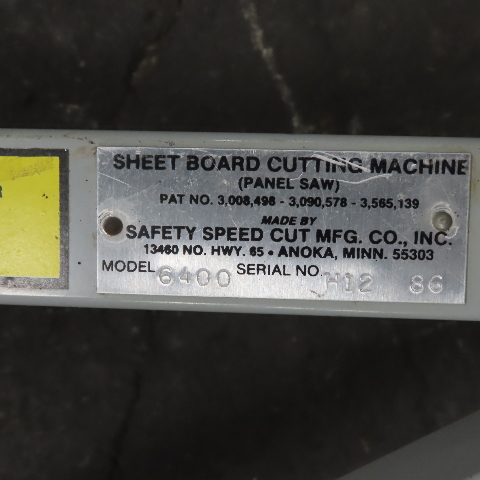 SHEET BOARD CUTTING MACHINE
(PANEL SAW)
PAT NO. 3,008,498 - 3,090,578 - 3,565,139
MADE BY
SAFETY SPEED CUT MFG. CO., INC.
13460 NO. HWY. 65 • ANOKA, MINN. 55303
MODEL 6400 SERIAL NO. H12 86
R